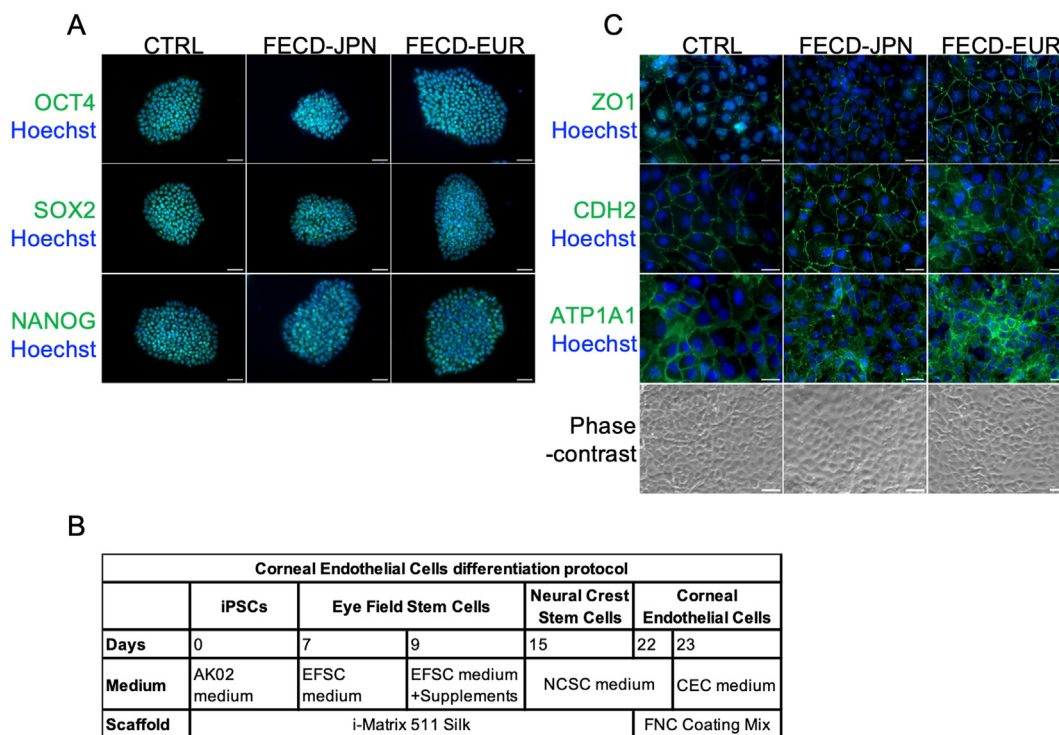 A
CTRL FECD-JPN FECD-EUR
OCT4
Hoechst
SOX2
Hoechst
NANOG
Hoechst
C
CTRL FECD-JPN FECD-EUR
ZO1
Hoechst
CDH2
Hoechst
ATP1A1
Hoechst
Phase
-contrast
B
Corneal Endothelial Cells differentiation protocol
iPSCs
Eye Field Stem Cells
Neural Crest
Stem Cells
Corneal
Endothelial Cells
Days 0 7 9 15 22 23
Medium
AK02
medium
EFSC
medium
EFSC medium
+Supplements
NCSC medium
CEC medium
Scaffold i-Matrix 511 Silk FNC Coating Mix